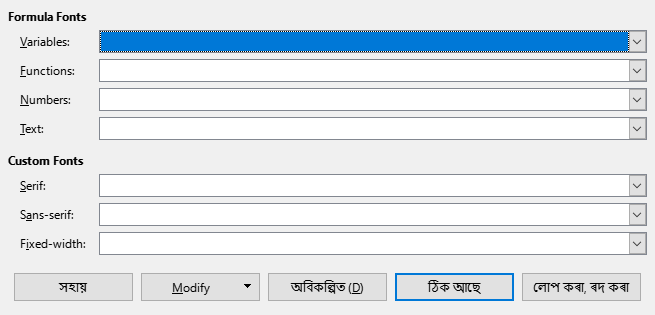 Formula Fonts
Variables:
Functions:
Numbers:
Text:
Custom Fonts
Serif:
Sans-serif:
Fixed-width:
সহায় Modify অবিকল্পিত (D) ঠিক আছে লোপ কৰা, ৰদ কৰা